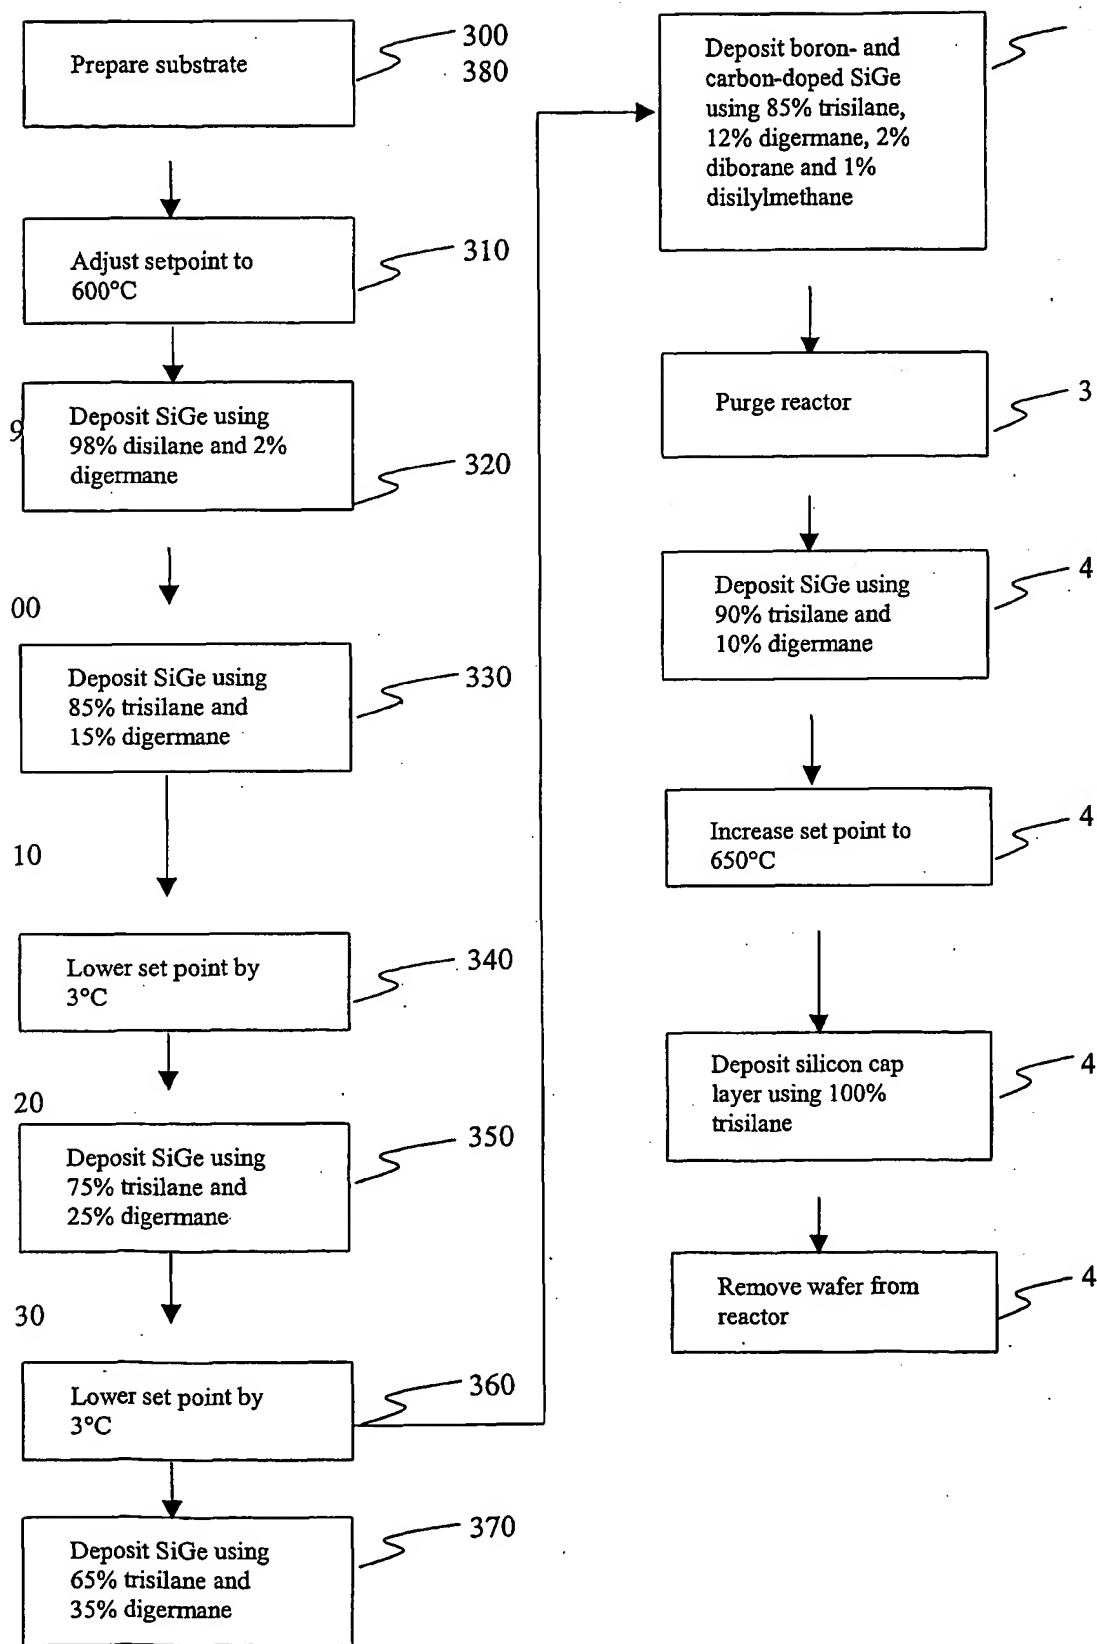 Prepare substrate
300
380
Adjust setpoint to
600°C
310
Deposit SiGe using
98% disilane and 2%
digermane
9
320
00
Deposit SiGe using
85% trisilane and
15% digermane
330
10
Lower set point by
3°C
340
20
Deposit SiGe using
75% trisilane and
25% digermane
350
30
Lower set point by
3°C
360
Deposit SiGe using
65% trisilane and
35% digermane
370
Deposit boron- and
carbon-doped SiGe
using 85% trisilane,
12% digermane, 2%
diborane and 1%
disilylmethane
Purge reactor
3
Deposit SiGe using
90% trisilane and
10% digermane
4
Increase set point to
650°C
4
Deposit silicon cap
layer using 100%
trisilane
4
Remove wafer from
reactor
4